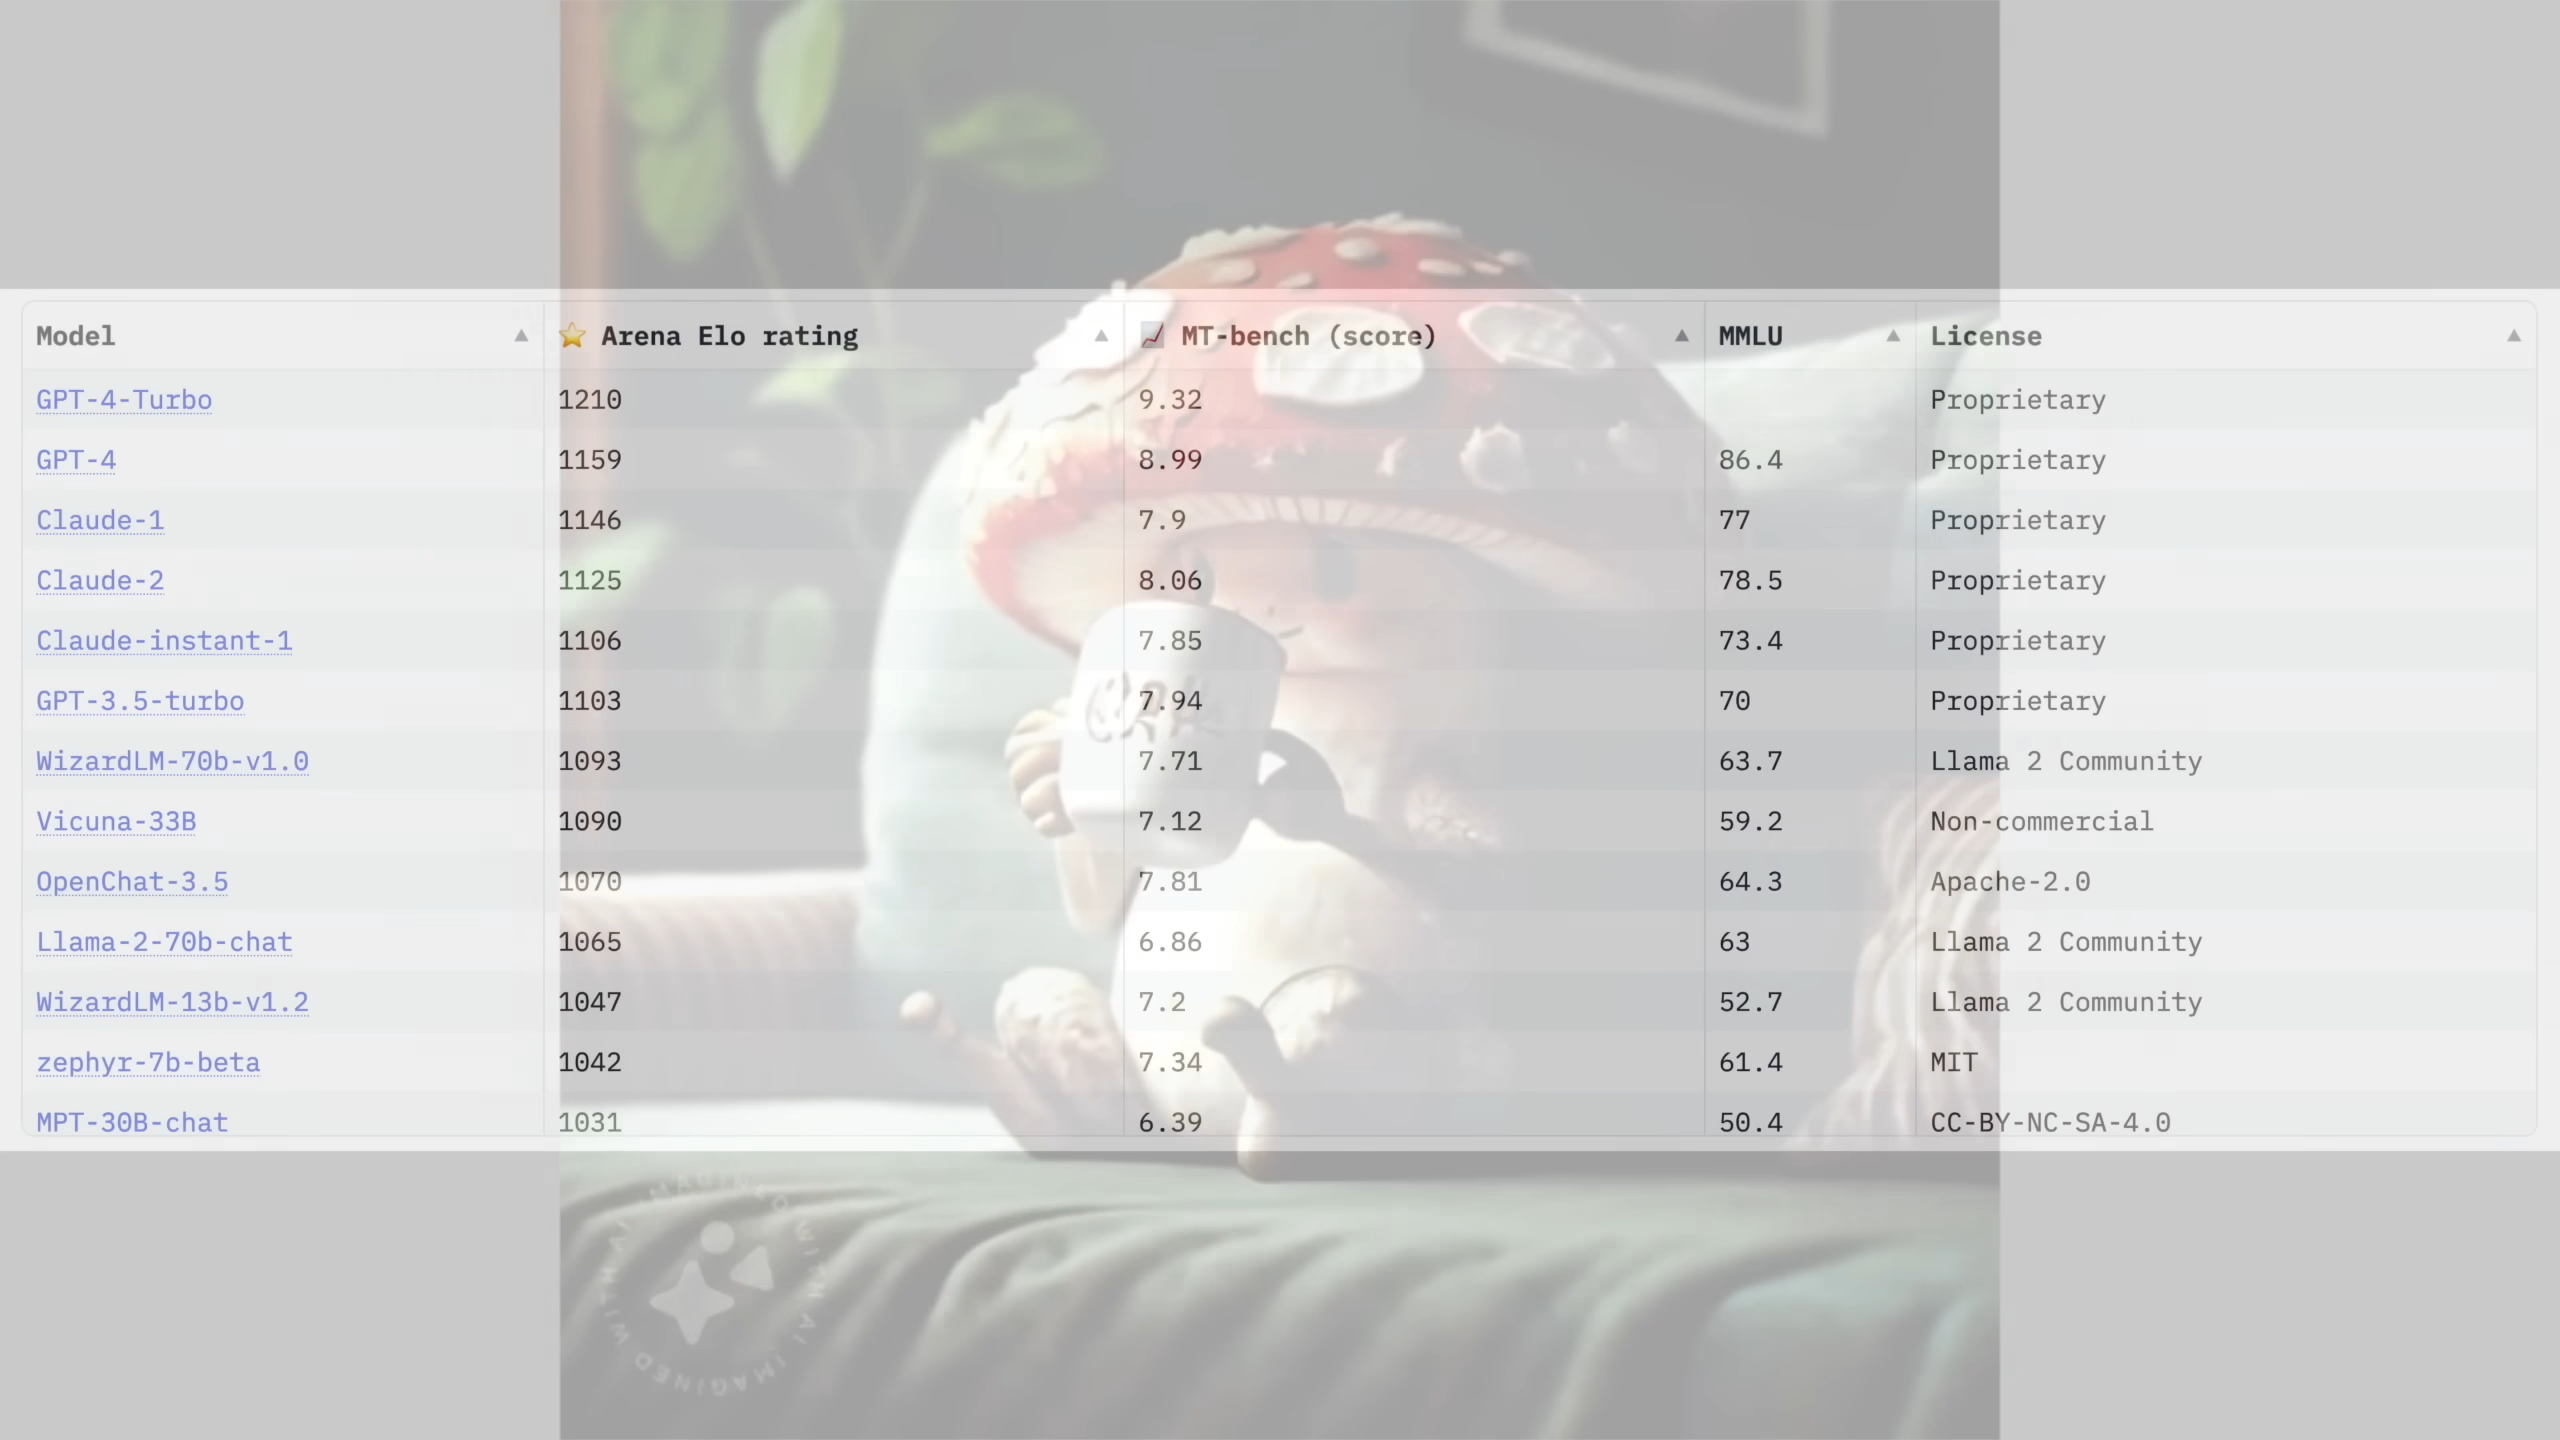 Model ▲ ⭐ Arena Elo rating ▲ 📈 MT-bench (score) ▲ MMLU ▲ License ▲
GPT-4-Turbo 1210 9.32 Proprietary
GPT-4 1159 8.99 86.4 Proprietary
Claude-1 1146 7.9 77 Proprietary
Claude-2 1125 8.06 78.5 Proprietary
Claude-instant-1 1106 7.85 73.4 Proprietary
GPT-3.5-turbo 1103 7.94 70 Proprietary
WizardLM-70b-v1.0 1093 7.71 63.7 Llama 2 Community
Vicuna-33B 1090 7.12 59.2 Non-commercial
OpenChat-3.5 1070 7.81 64.3 Apache-2.0
Llama-2-70b-chat 1065 6.86 63 Llama 2 Community
WizardLM-13b-v1.2 1047 7.2 52.7 Llama 2 Community
zephyr-7b-beta 1042 7.34 61.4 MIT
MPT-30B-chat 1031 6.39 50.4 CC-BY-NC-SA-4.0
IMAGINED WITH AI IMAGINED WITH AI